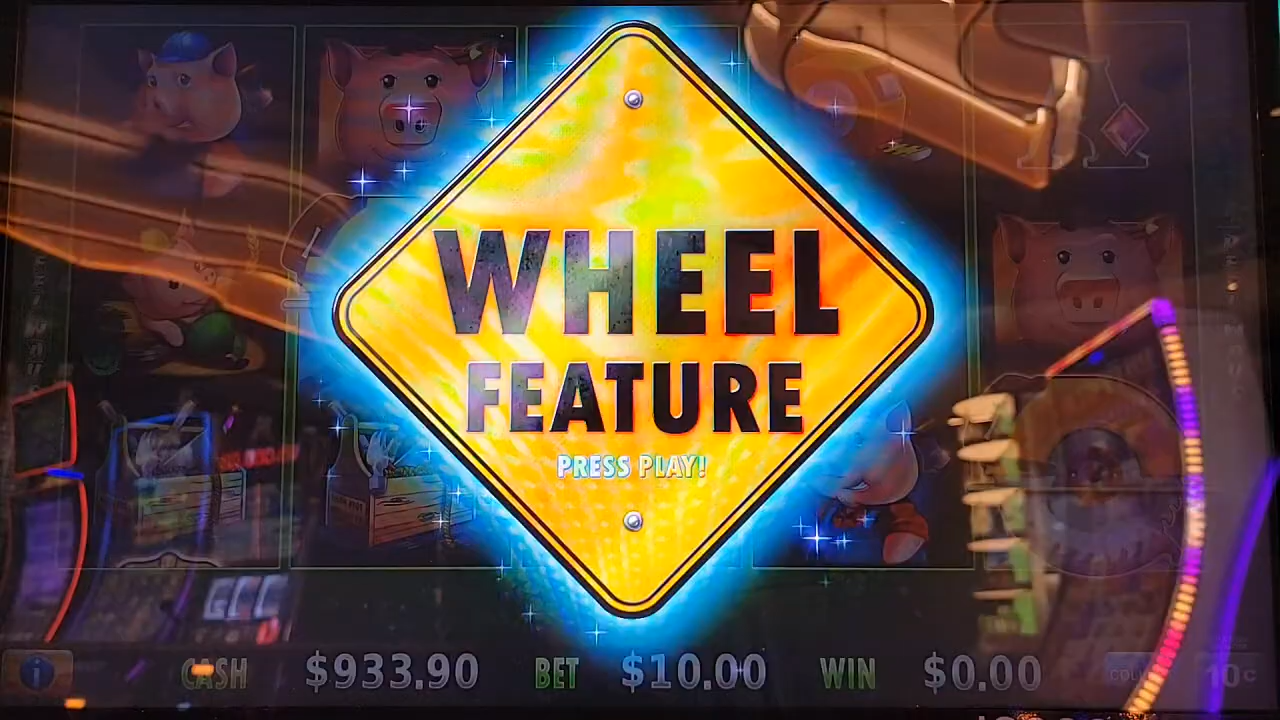 WHEEL
FEATURE
PRESS PLAY!
CASH $933.90 BET $10.00 WIN $0.00
10¢